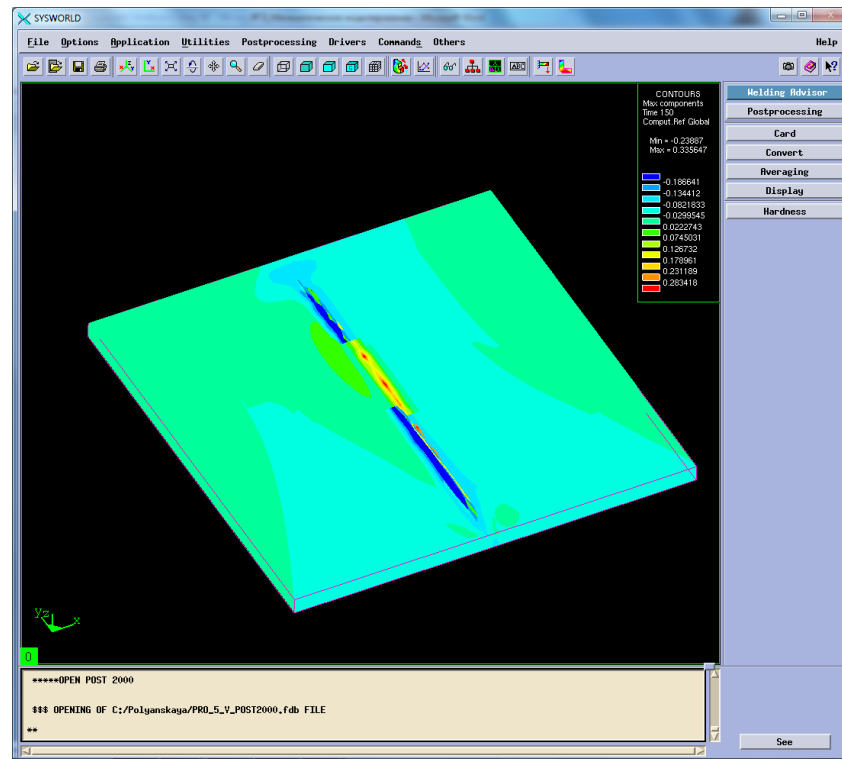 SYSWORLD
File Options Application Utilities Postprocessing Drivers Commands Others Help
ABC
CONTOURS
Max components
Time 150
Comput.Ref Global
Min = -0.23887
Max = 0.335647
-0.186641
-0.134412
-0.0821833
-0.0299545
0.0222743
0.0745031
0.126732
0.178961
0.231189
0.283418
Welding Advisor
Postprocessing
Card
Convert
Averaging
Display
Hardness
YZ
x
0
*****OPEN POST 2000
$$$ OPENING OF C:/Polyanskaya/PRO_5_V_POST2000.fdb FILE
**
See